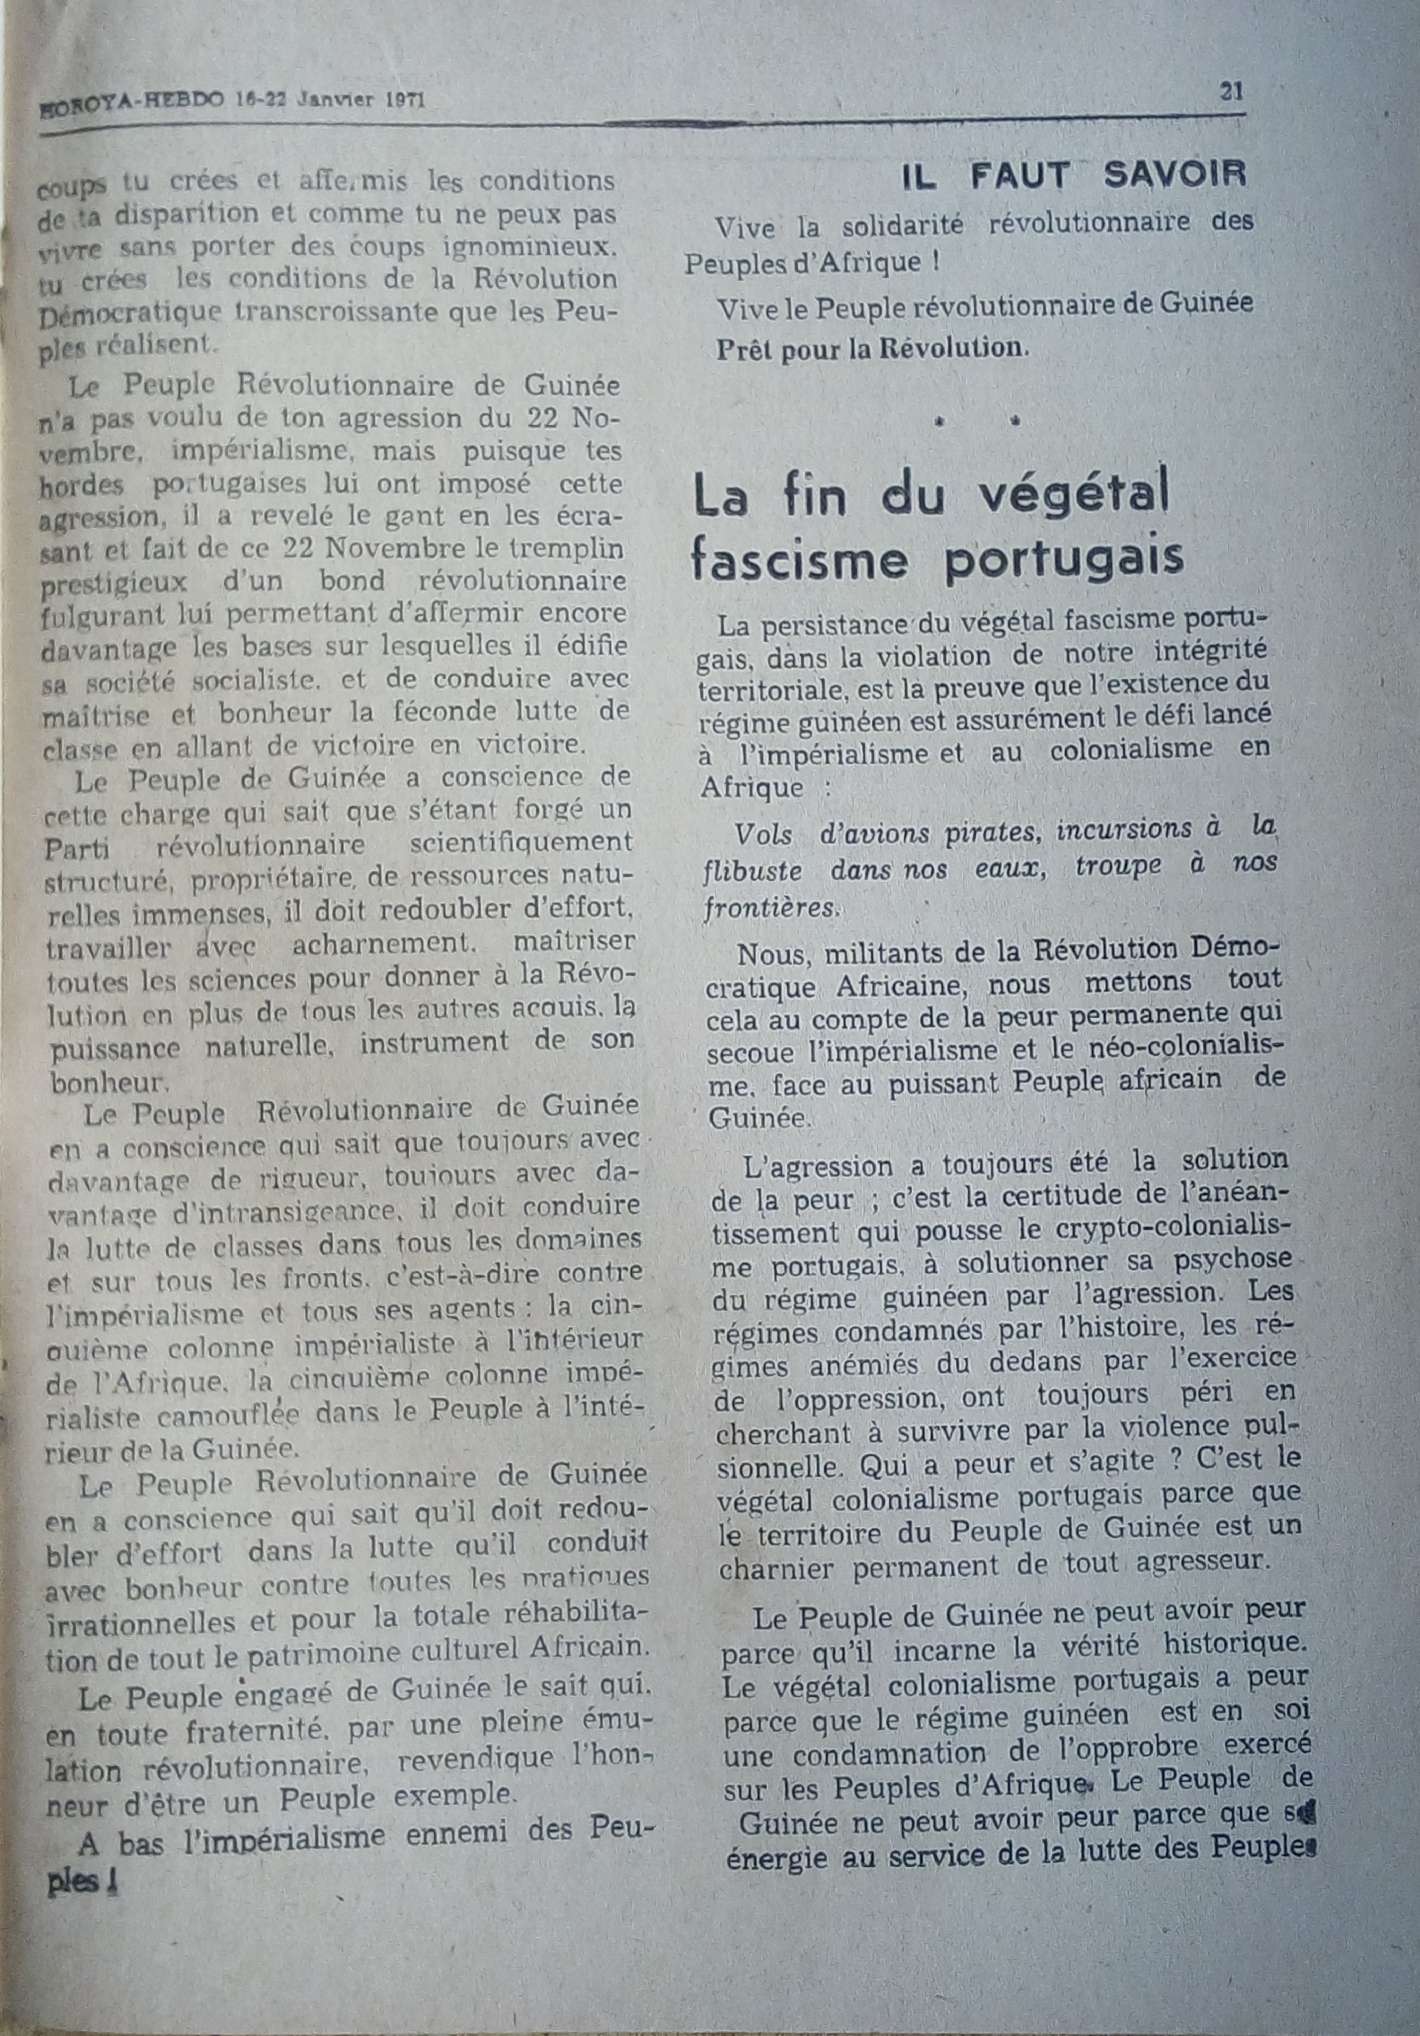 HOROYA-HEBDO 16-22 Janvier 1971
21
coups tu crées et affermis les conditions
de ta disparition et comme tu ne peux pas
vivre sans porter des coups ignominieux.
tu crées les conditions de la Révolution
Démocratique transcroissante que les Peu-
ples réalisent.
Le Peuple Révolutionnaire de Guinée
n'a pas voulu de ton agression du 22 No-
vembre, impérialisme, mais puisque tes
hordes portugaises lui ont imposé cette
agression, il a revelé le gant en les écra-
sant et fait de ce 22 Novembre le tremplin
prestigieux d'un bond révolutionnaire
fulgurant lui permettant d'affermir encore
davantage les bases sur lesquelles il édifie
sa société socialiste. et de conduire avec
maîtrise et bonheur la féconde lutte de
classe en allant de victoire en victoire.
Le Peuple de Guinée a conscience de
cette charge qui sait que s'étant forgé un
Parti révolutionnaire scientifiquement
structuré, propriétaire de ressources natu-
relles immenses, il doit redoubler d'effort,
travailler avec acharnement. maîtriser
toutes les sciences pour donner à la Révo-
lution en plus de tous les autres acquis. la
puissance naturelle, instrument de son
bonheur.
Le Peuple Révolutionnaire de Guinée
en a conscience qui sait que toujours avec
davantage de rigueur, toujours avec da-
vantage d'intransigeance. il doit conduire
la lutte de classes dans tous les domaines
et sur tous les fronts. c'est-à-dire contre
l'impérialisme et tous ses agents : la cin-
quième colonne impérialiste à l'intérieur
de l'Afrique. la cinquième colonne impé-
rialiste camouflée dans le Peuple à l'inté-
rieur de la Guinée.
Le Peuple Révolutionnaire de Guinée
en a conscience qui sait qu'il doit redou-
bler d'effort dans la lutte qu'il conduit
avec bonheur contre toutes les pratiques
irrationnelles et pour la totale réhabilita-
tion de tout le patrimoine culturel Africain.
Le Peuple engagé de Guinée le sait qui.
en toute fraternité. par une pleine ému-
lation révolutionnaire, revendique l'hon-
neur d'être un Peuple exemple.
A bas l'impérialisme ennemi des Peu-
ples !
IL FAUT SAVOIR
Vive la solidarité révolutionnaire des
Peuples d'Afrique !
Vive le Peuple révolutionnaire de Guinée
Prêt pour la Révolution.
* *
La fin du végétal
fascisme portugais
La persistance du végétal fascisme portu-
gais, dans la violation de notre intégrité
territoriale, est la preuve que l'existence du
régime guinéen est assurément le défi lancé
à l'impérialisme et au colonialisme en
Afrique :
Vols d'avions pirates, incursions à la
flibuste dans nos eaux, troupe à nos
frontières.
Nous, militants de la Révolution Démo-
cratique Africaine, nous mettons tout
cela au compte de la peur permanente qui
secoue l'impérialisme et le néo-colonialis-
me. face au puissant Peuple africain de
Guinée.
L'agression a toujours été la solution
de la peur ; c'est la certitude de l'anéan-
tissement qui pousse le crypto-colonialis-
me portugais, à solutionner sa psychose
du régime guinéen par l'agression. Les
régimes condamnés par l'histoire, les ré-
gimes anémiés du dedans par l'exercice
de l'oppression, ont toujours péri en
cherchant à survivre par la violence pul-
sionnelle. Qui a peur et s'agite ? C'est le
végétal colonialisme portugais parce que
le territoire du Peuple de Guinée est un
charnier permanent de tout agresseur.
Le Peuple de Guinée ne peut avoir peur
parce qu'il incarne la vérité historique.
Le végétal colonialisme portugais a peur
parce que le régime guinéen est en soi
une condamnation de l'opprobre exercé
sur les Peuples d'Afrique. Le Peuple de
Guinée ne peut avoir peur parce que
énergie au service de la lutte des Peuples